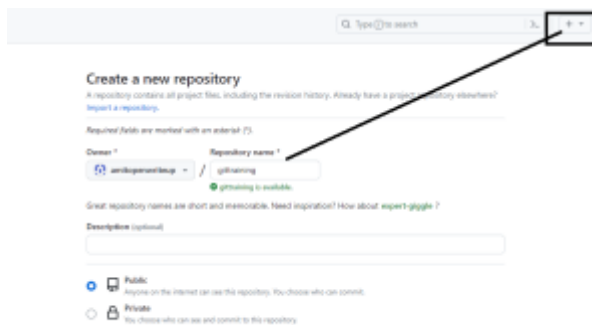 Type / to search
Create a new repository
A repository contains all project files, including the revision history. Already have a project repository elsewhere?
Import a repository.
Required fields are marked with an asterisk (*).
Owner * Repository name *
/ gittraining
gittraining is available.
Great repository names are short and memorable. Need inspiration? How about expert-giggle ?
Description (optional)
Public
Anyone on the internet can see this repository. You choose who can commit.
Private
You choose who can see and commit to this repository.